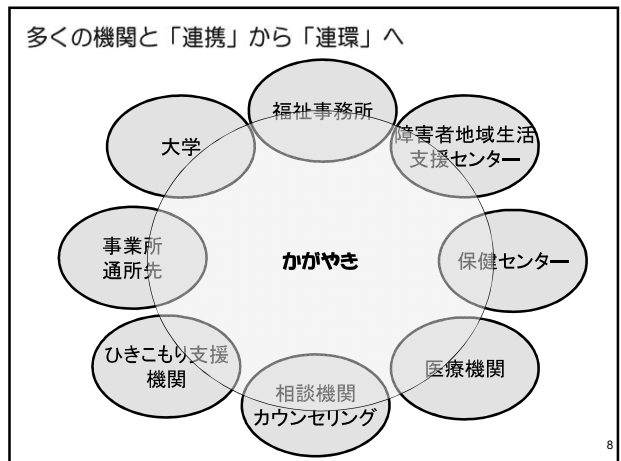 多くの機関と「連携」から「連環」へ
福祉事務所
障害者地域生活
支援センター
大学
事業所
通所先
かがやき
保健センター
ひきこもり支援
機関
医療機関
相談機関
カウンセリング
8